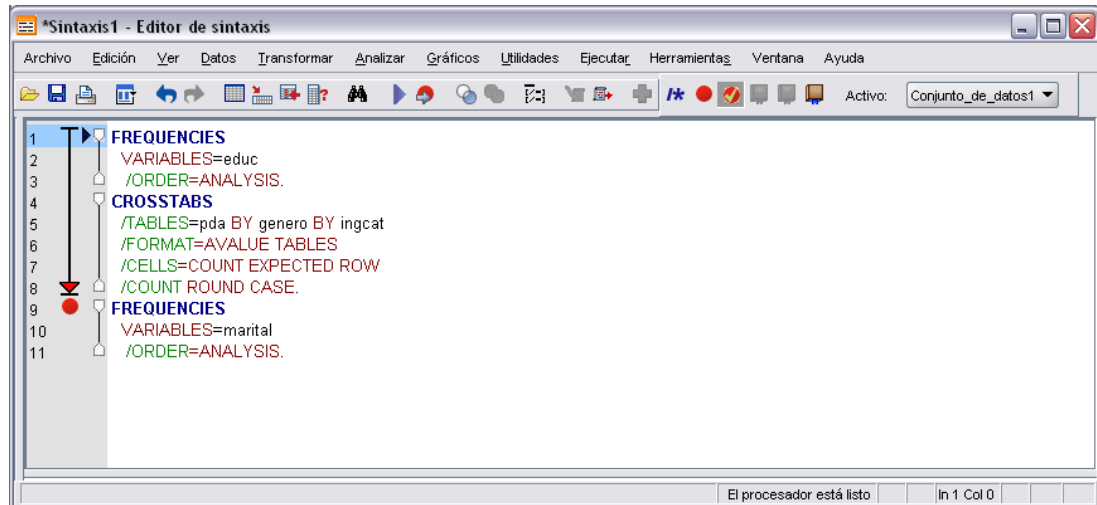 *Sintaxis1 - Editor de sintaxis
Archivo Edición Ver Datos Transformar Analizar Gráficos Utilidades Ejecutar Herramientas Ventana Ayuda
Activo: Conjunto_de_datos1
1 FREQUENCIES
2 VARIABLES=educ
3 /ORDER=ANALYSIS.
4 CROSSTABS
5 /TABLES=pda BY genero BY ingcat
6 /FORMAT=AVALUE TABLES
7 /CELLS=COUNT EXPECTED ROW
8 /COUNT ROUND CASE.
9 FREQUENCIES
10 VARIABLES=marital
11 /ORDER=ANALYSIS.
El procesador está listo In 1 Col 0